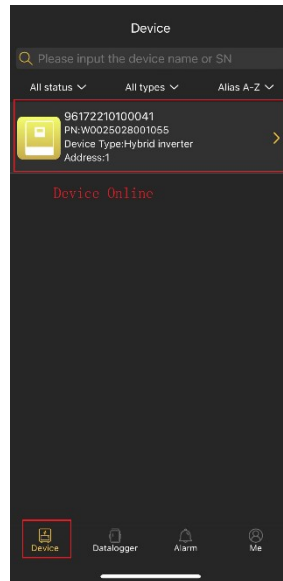 Device
Please input the device name or SN
All status All types Alias A-Z
96172210100041
PN:W0025028001055
Device Type:Hybrid inverter
Address:1
Device Online
Device Datalogger Alarm Me